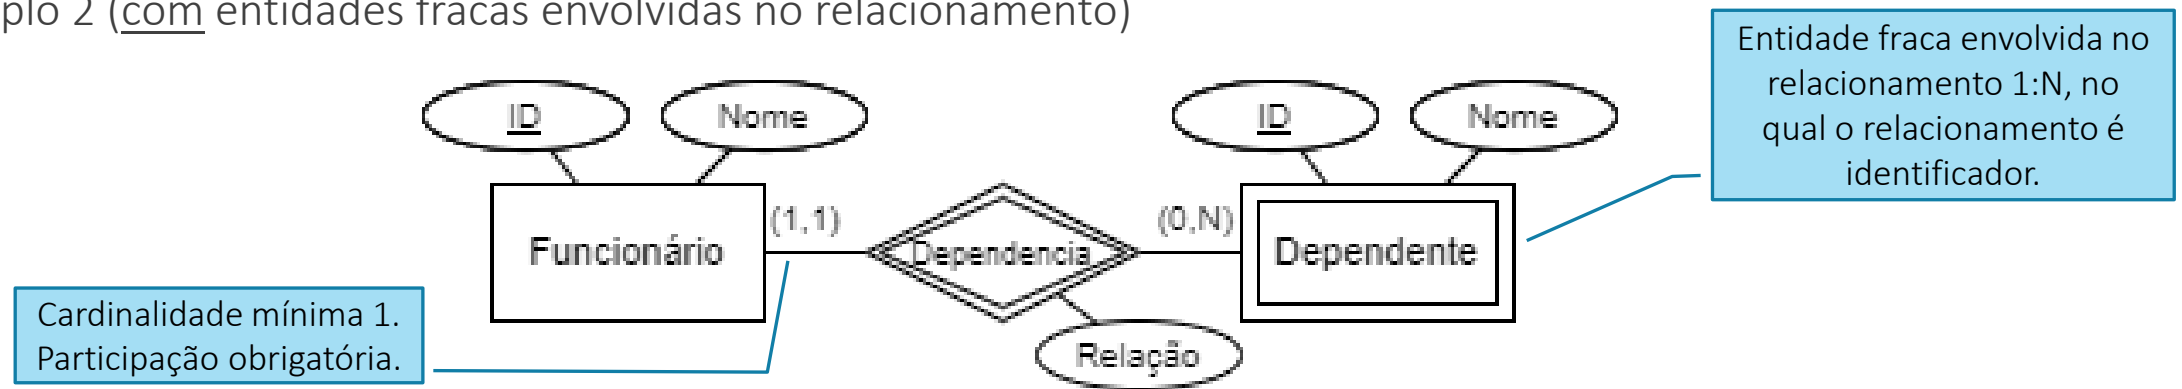 plo 2 (com entidades fracas envolvidas no relacionamento)
Entidade fraca envolvida no
relacionamento 1:N, no
qual o relacionamento é
identificador.
ID
Nome
ID
Nome
Funcionário
(1,1)
Dependencia
(0,N)
Dependente
Cardinalidade mínima 1.
Participação obrigatória.
Relação